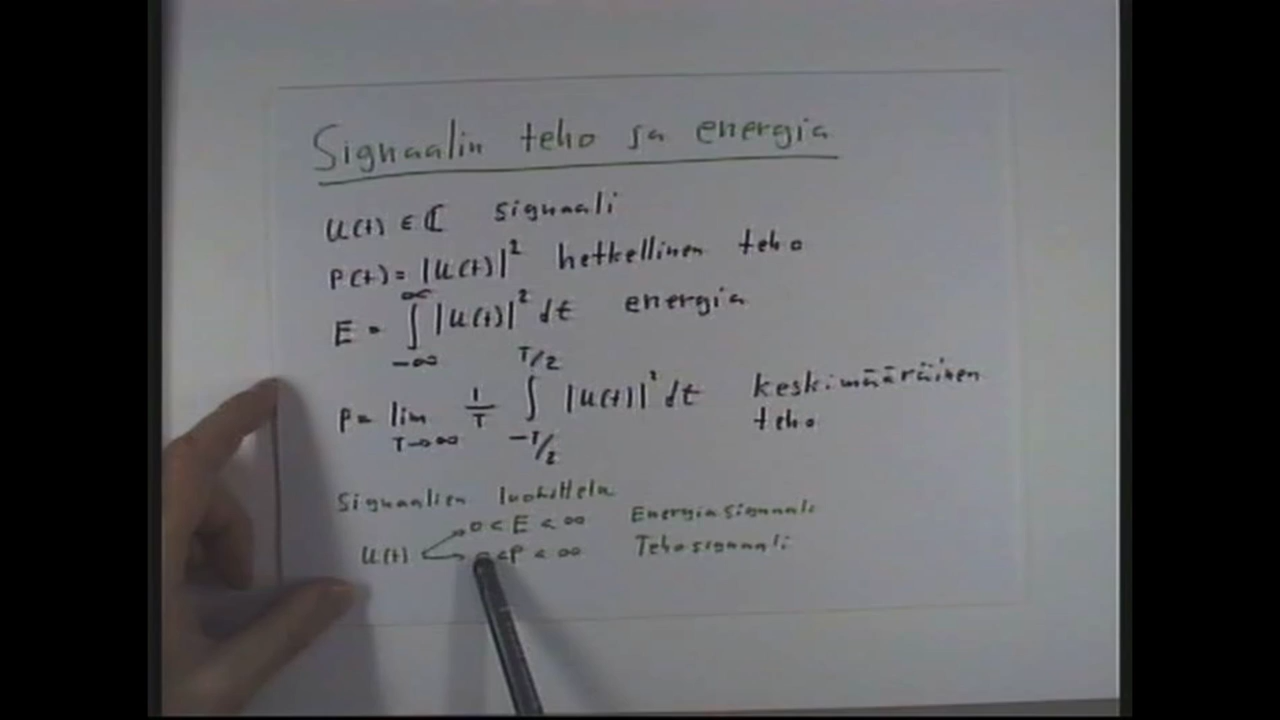 Signaalin teho ja energia
u(t) ∈ ℂ signaali
P(t) = |u(t)|² hetkellinen teho
E = ∫_{-∞}^{∞} |u(t)|² dt energia
P = lim_{T→∞} 1/T ∫_{-T/2}^{T/2} |u(t)|² dt keskimääräinen
teho
Signaalien luokittelu
0 < E < ∞ Energiasignaali
u(t) 0 < P < ∞ Tehosignaali